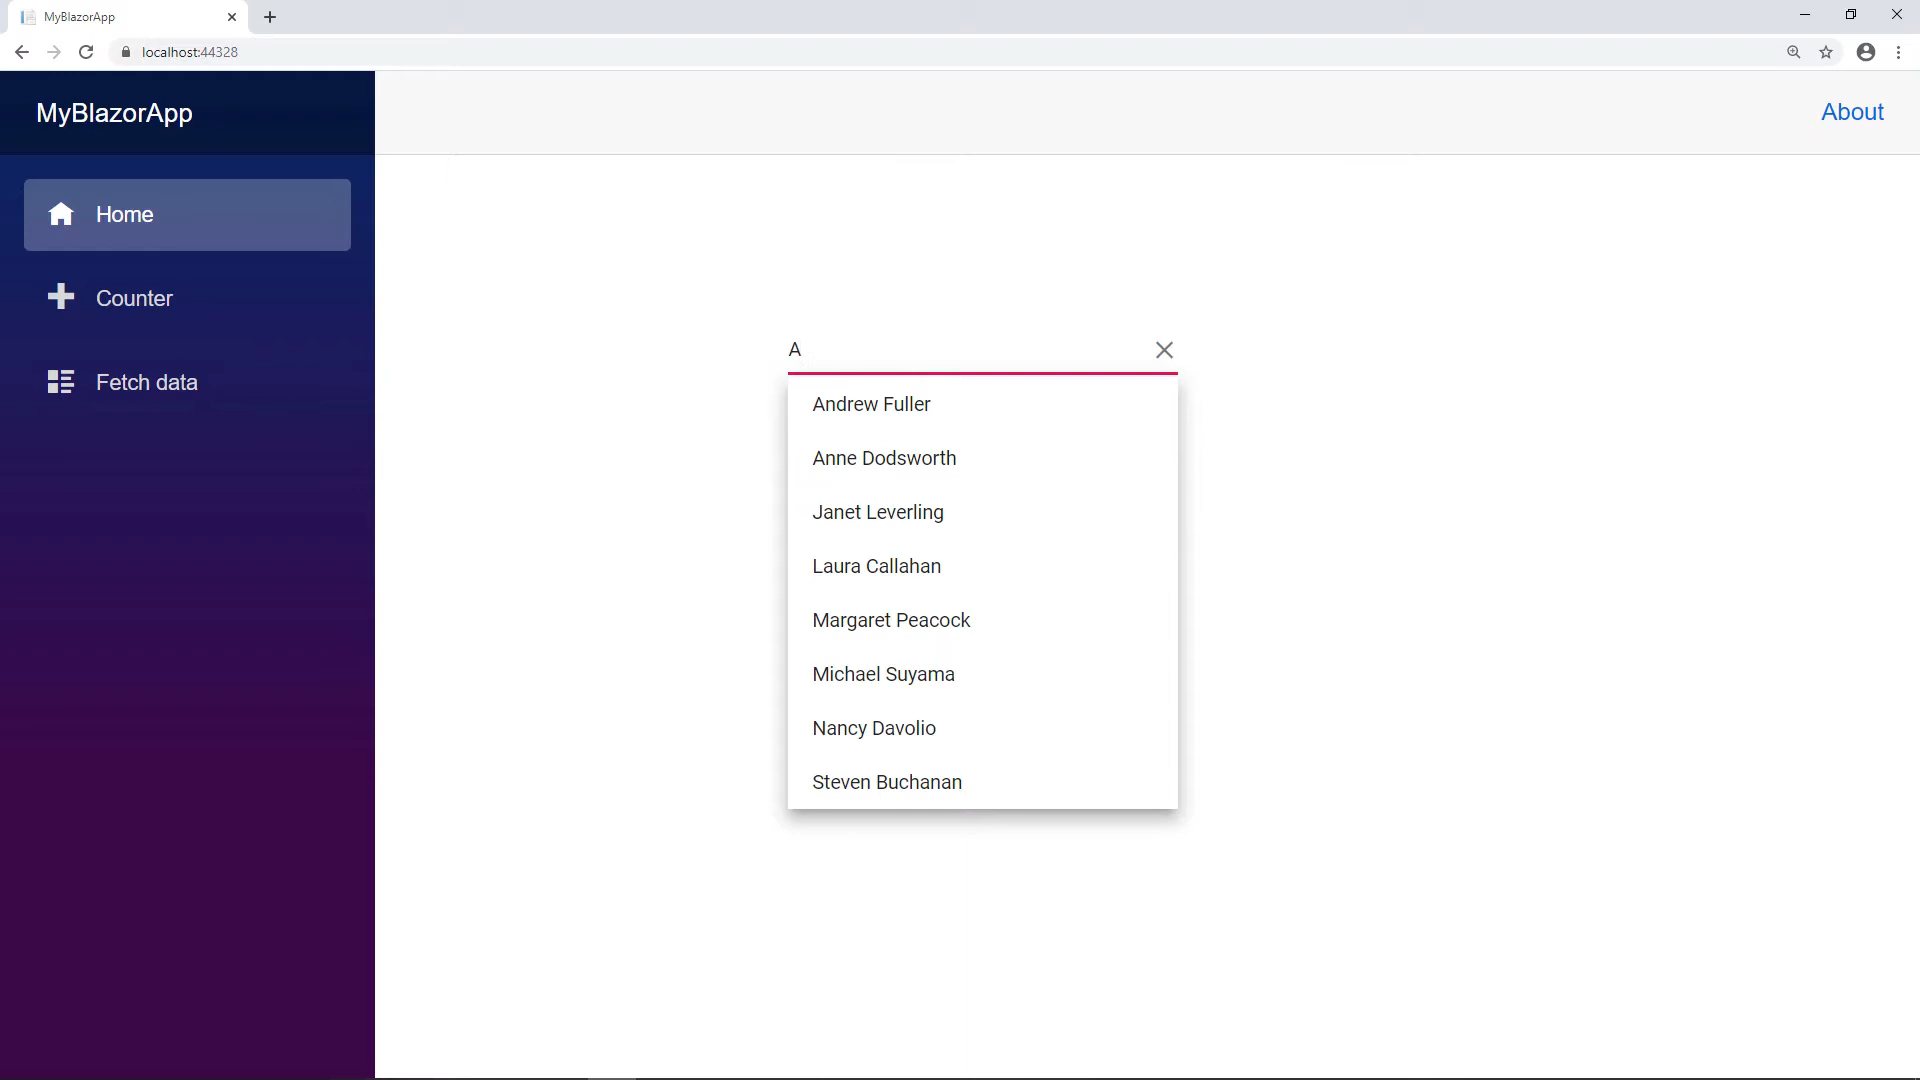 MyBlazorApp
localhost:44328
MyBlazorApp
About
Home
Counter
Fetch data
A
Andrew Fuller
Anne Dodsworth
Janet Leverling
Laura Callahan
Margaret Peacock
Michael Suyama
Nancy Davolio
Steven Buchanan